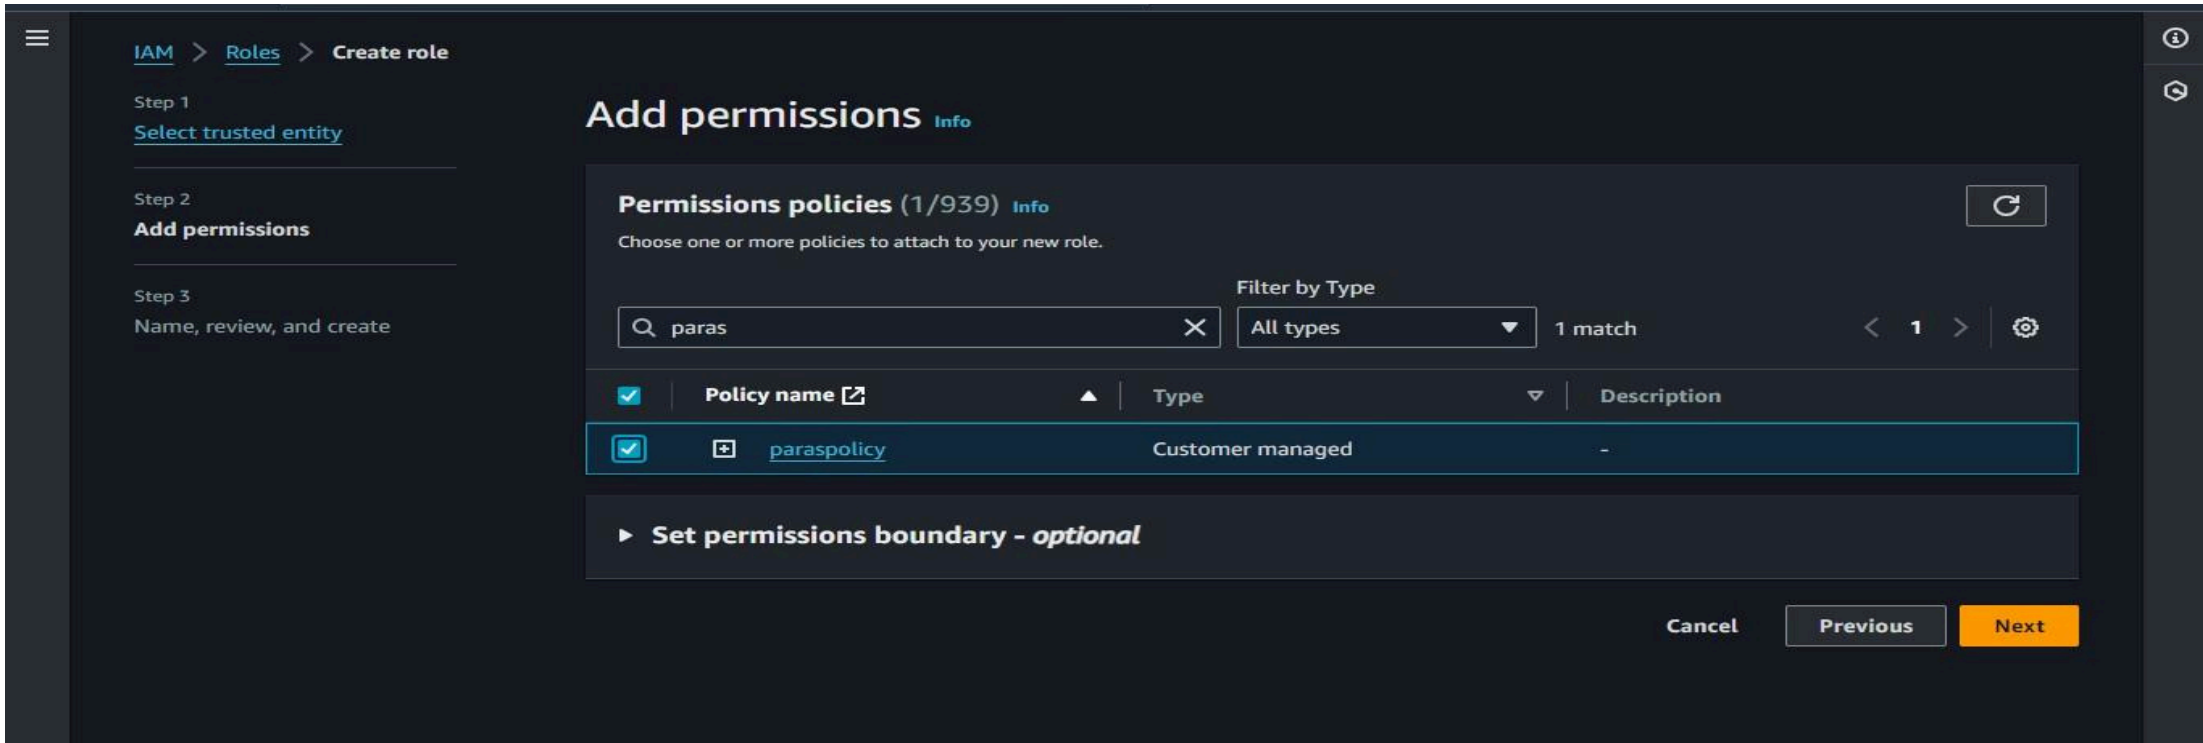 IAM > Roles > Create role
Step 1
Select trusted entity
Step 2
Add permissions
Step 3
Name, review, and create
Add permissions Info
Permissions policies (1/939) Info
Choose one or more policies to attach to your new role.
Filter by Type
paras
All types
1 match
1
Policy name
Type
Description
paraspolicy
Customer managed
-
Set permissions boundary - optional
Cancel
Previous
Next